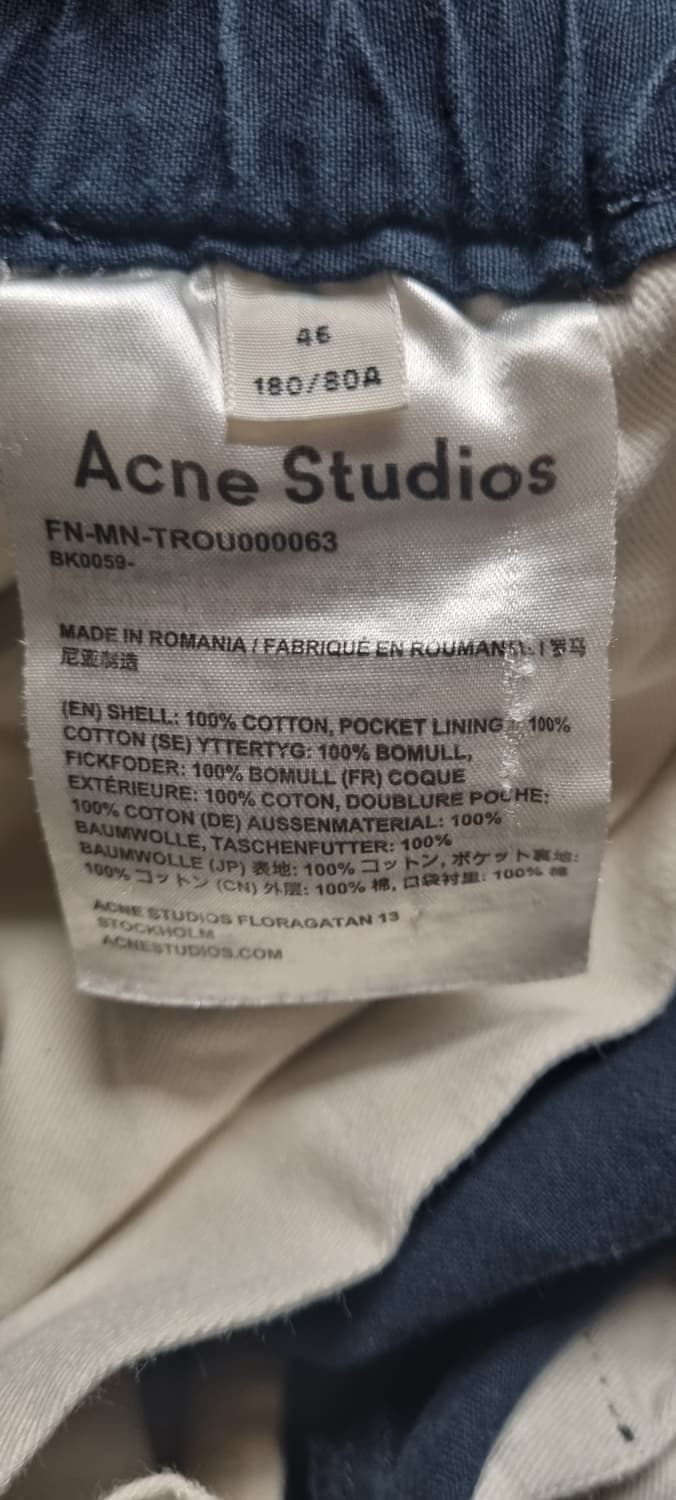 46
180/80A
Acne Studios
FN-MN-TROU000063
BK0059-
MADE IN ROMANIA / FABRIQUÉ EN ROUMANIE / 罗马
尼亚制造
(EN) SHELL: 100% COTTON, POCKET LINING: 100%
COTTON (SE) YTTERTYG: 100% BOMULL,
FICKFODER: 100% BOMULL (FR) COQUE
EXTÉRIEURE: 100% COTON, DOUBLURE POCHE:
100% COTON (DE) AUSSENMATERIAL: 100%
BAUMWOLLE, TASCHENFUTTER: 100%
BAUMWOLLE (JP) 表地: 100% コットン, ポケット裏地:
100% コットン (CN) 外层: 100% 棉, 口袋衬里: 100% 棉
ACNE STUDIOS FLORAGATAN 13
STOCKHOLM
ACNESTUDIOS.COM